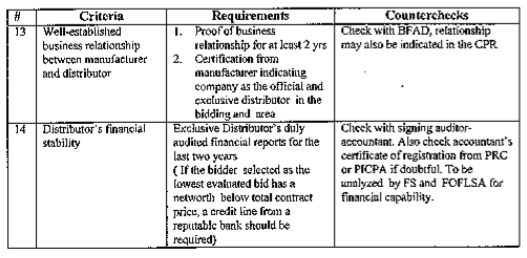 # Criteria Requirements Counterchecks
13 Well-established
business relationship
between manufacturer
and distributor
1. Proof of business
relationship for at least 2 yrs
2. Certification from
manufacturer indicating
company as the official and
exclusive distributor in the
bidding and area
Check with BFAD, relationship
may also be indicated in the CPR
14 Distributor's financial
stability
Exclusive Distributor's duly
audited financial reports for the
last two years
( If the bidder selected as the
lowest evaluated bid has a
networth below total contract
price, a credit line from a
reputable bank should be
required)
Check with signing auditor-
accountant. Also check accountant's
certificate of registration from PRC
or PICPA if doubtful. To be
analyzed by FS and FOFLSA for
financial capability.